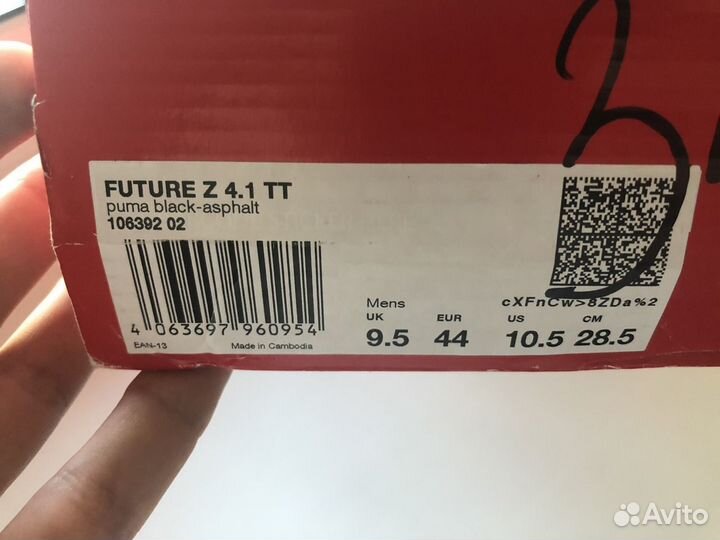 3
FUTURE Z 4.1 TT
puma black-asphalt
106392 02
4 063697 960954
EAN-13 Made in Cambodia
cXFnCw>8ZDa%2
Mens
UK EUR US CM
9.5 44 10.5 28.5
Avito